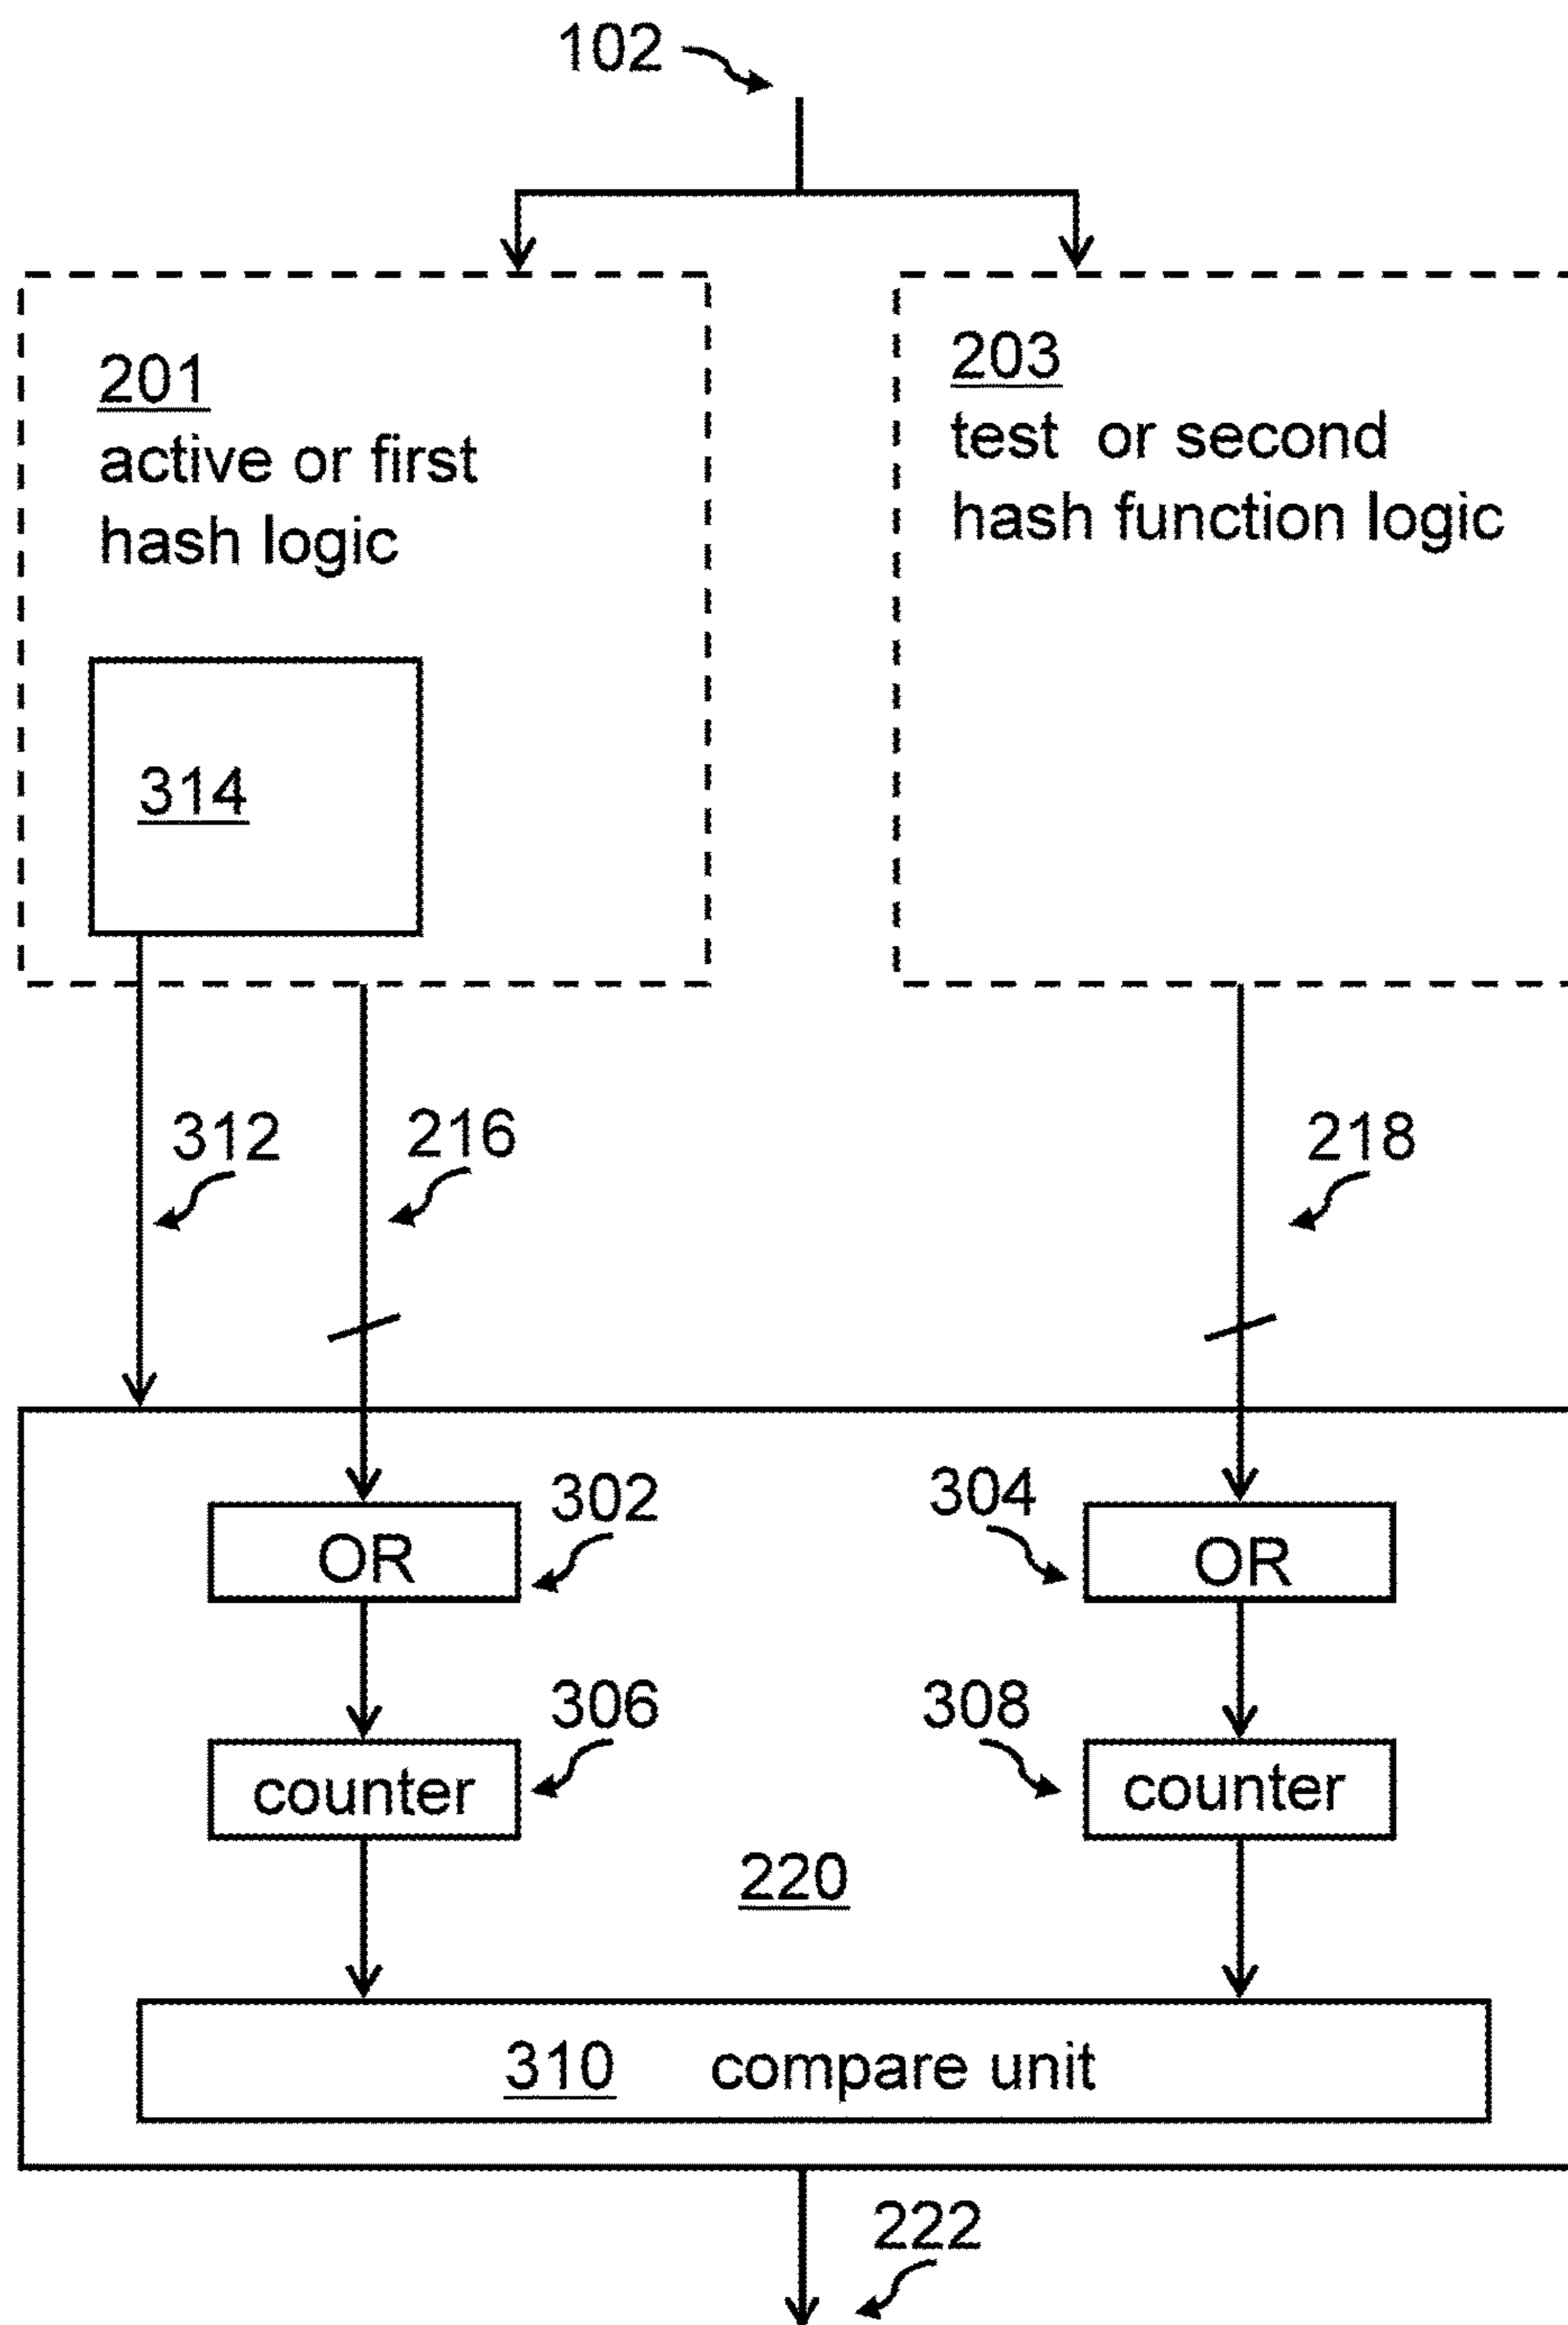 102
201
active or first
hash logic
203
test or second
hash function logic
314
312
216
218
OR
302
304
OR
counter
306
308
counter
220
310 compare unit
222